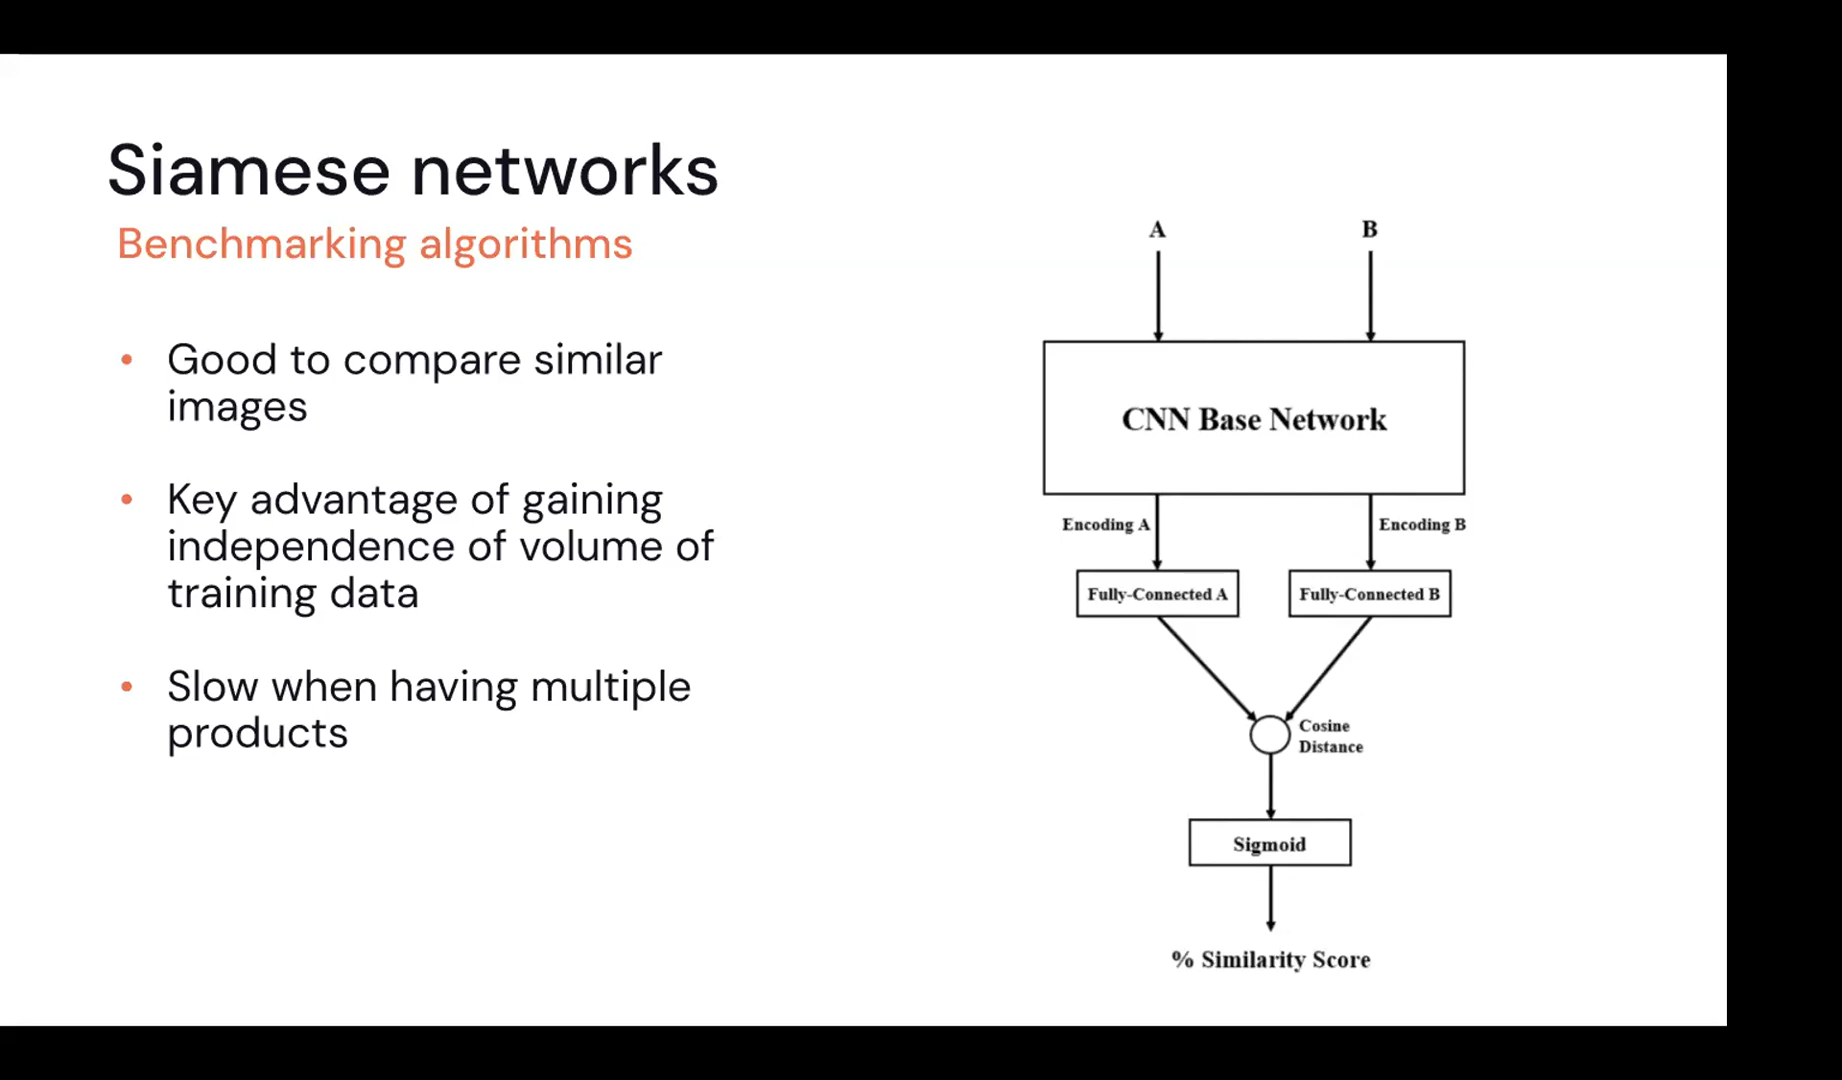 Siamese networks
Benchmarking algorithms
• Good to compare similar
images
• Key advantage of gaining
independence of volume of
training data
• Slow when having multiple
products
A B
CNN Base Network
Encoding A Encoding B
Fully-Connected A Fully-Connected B
Cosine
Distance
Sigmoid
% Similarity Score